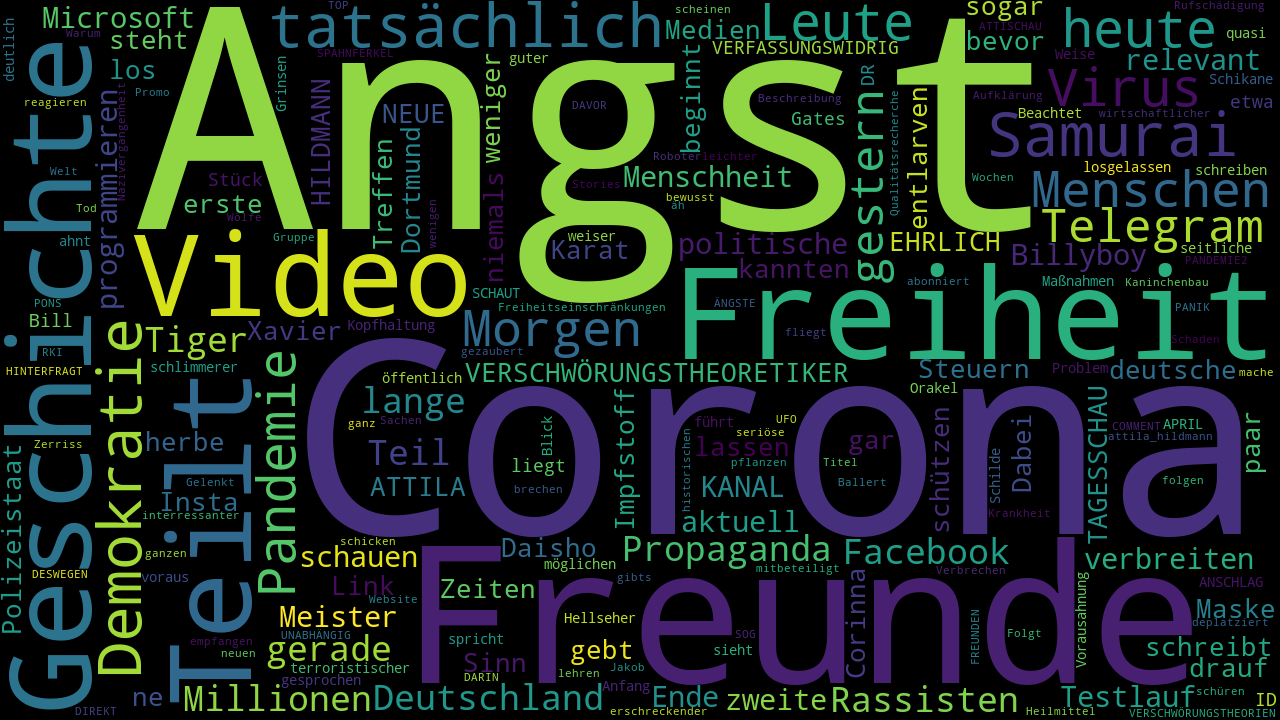 Microsoft
TOP
tatsächlich
scheinen
Medien
Leute
sogar
ATTISCHAU
heute
Rufschädigung
quasi
deutlich
Warum
steht
SPAHNFERKEL
guter
VERFASSUNGSWIDRIG
bevor
relevant
Weise
Angst
los
reagieren
Promo
Grinsen
NEUE
weniger
beginnt
DR
Virus
Schikane
etwa
Geschichte
programmieren
Nazivergangenheit
HILDMANN
Treffen
Dortmund
DAVOR
Beschreibung
Gates
gestern
Qualitätsrecherche
entlarven
Aufklärung
Beachtet
wirtschaftlicher
Samurai
Welt
Stück
Roboter
leichter
Menschheit
losgelassen
schreiben
Tod
erste
Wolfe
wenigen
niemals
Stories
bewusst
äh
Wochen
Menschen
Telegram
ahnt
Gruppe
weiser
Karat
politische
EHRLICH
Billyboy
seitliche
PANDEMIE2
Video
kannten
abonniert
Maßnahmen
Kaninchenbau
PONS
SCHAUT
Freiheitseinschränkungen
ÄNGSTE
Freiheit
PANIK
Bill
Tiger
Xavier
Kopfhaltung
Morgen
fliegt
Schaden
RKI
HINTERFRAGT
schlimmerer
gezaubert
Demokratie
Teilt
Pandemie
öffentlich
VERSCHWÖRUNGSTHEORETIKER
Steuern
Problem
deutsche
mache
Orakel
lange
Corona
Polizeistaat
Zerriss
herbe
ganz
Sachen
Teil
Blick
Impfstoff
historischen
führt
seriöse
UFO
lassen
gar
schützen
Schilde
Dabei
TAGESSCHAU
COMMENT
APRIL
attila_hildmann
paar
liegt
pflanzen
Titel
Gelenkt
ATTILA
brechen
KANAL
Ballert
folgen
Insta
interressanter
aktuell
Krankheit
ganzen
schicken
schauen
Daisho
möglichen
Propaganda
Facebook
verbreiten
DESWEGEN
voraus
Link
Website
Zeiten
gibts
mitbeteiligt
Verbrechen
ANSCHLAG
Freunde
Meister
Hellseher
Corinna
Maske
deplatziert
UNABHÄNGIG
empfangen
neuen
gerade
spricht
SOG
FREUNDEN
Folgt
Vorausahnung
schreibt
terroristischer
gesprochen
Sinn
gebt
sieht
drauf
DARIN
lehren
Jakob
ne
Millionen
Deutschland
Anfang
Ende
zweite
Rassisten
Testlauf
schüren
ID
DIREKT
erschreckender
Heilmittel
VERSCHWÖRUNGSTHEORIEN